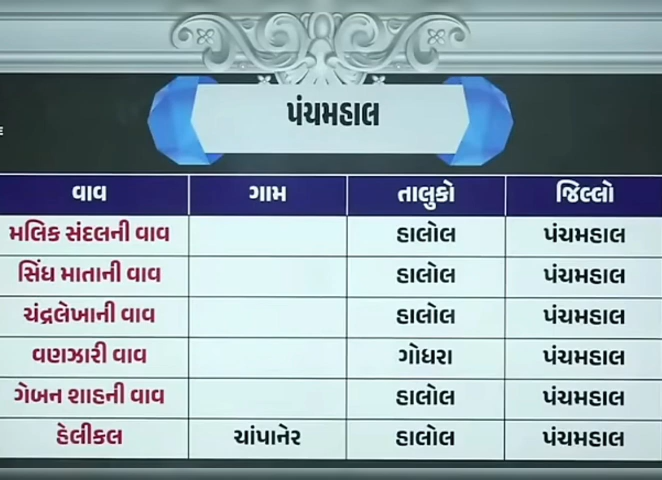 પંચમહાલ
વાવ ગામ તાલુકો જિલ્લો
મલિક સંદલની વાવ હાલોલ પંચમહાલ
સિંધ માતાની વાવ હાલોલ પંચમહાલ
ચંદ્રલેખાની વાવ હાલોલ પંચમહાલ
વણઝારી વાવ ગોધરા પંચમહાલ
ગેબન શાહની વાવ હાલોલ પંચમહાલ
હેલીકલ ચાંપાનેર હાલોલ પંચમહાલ